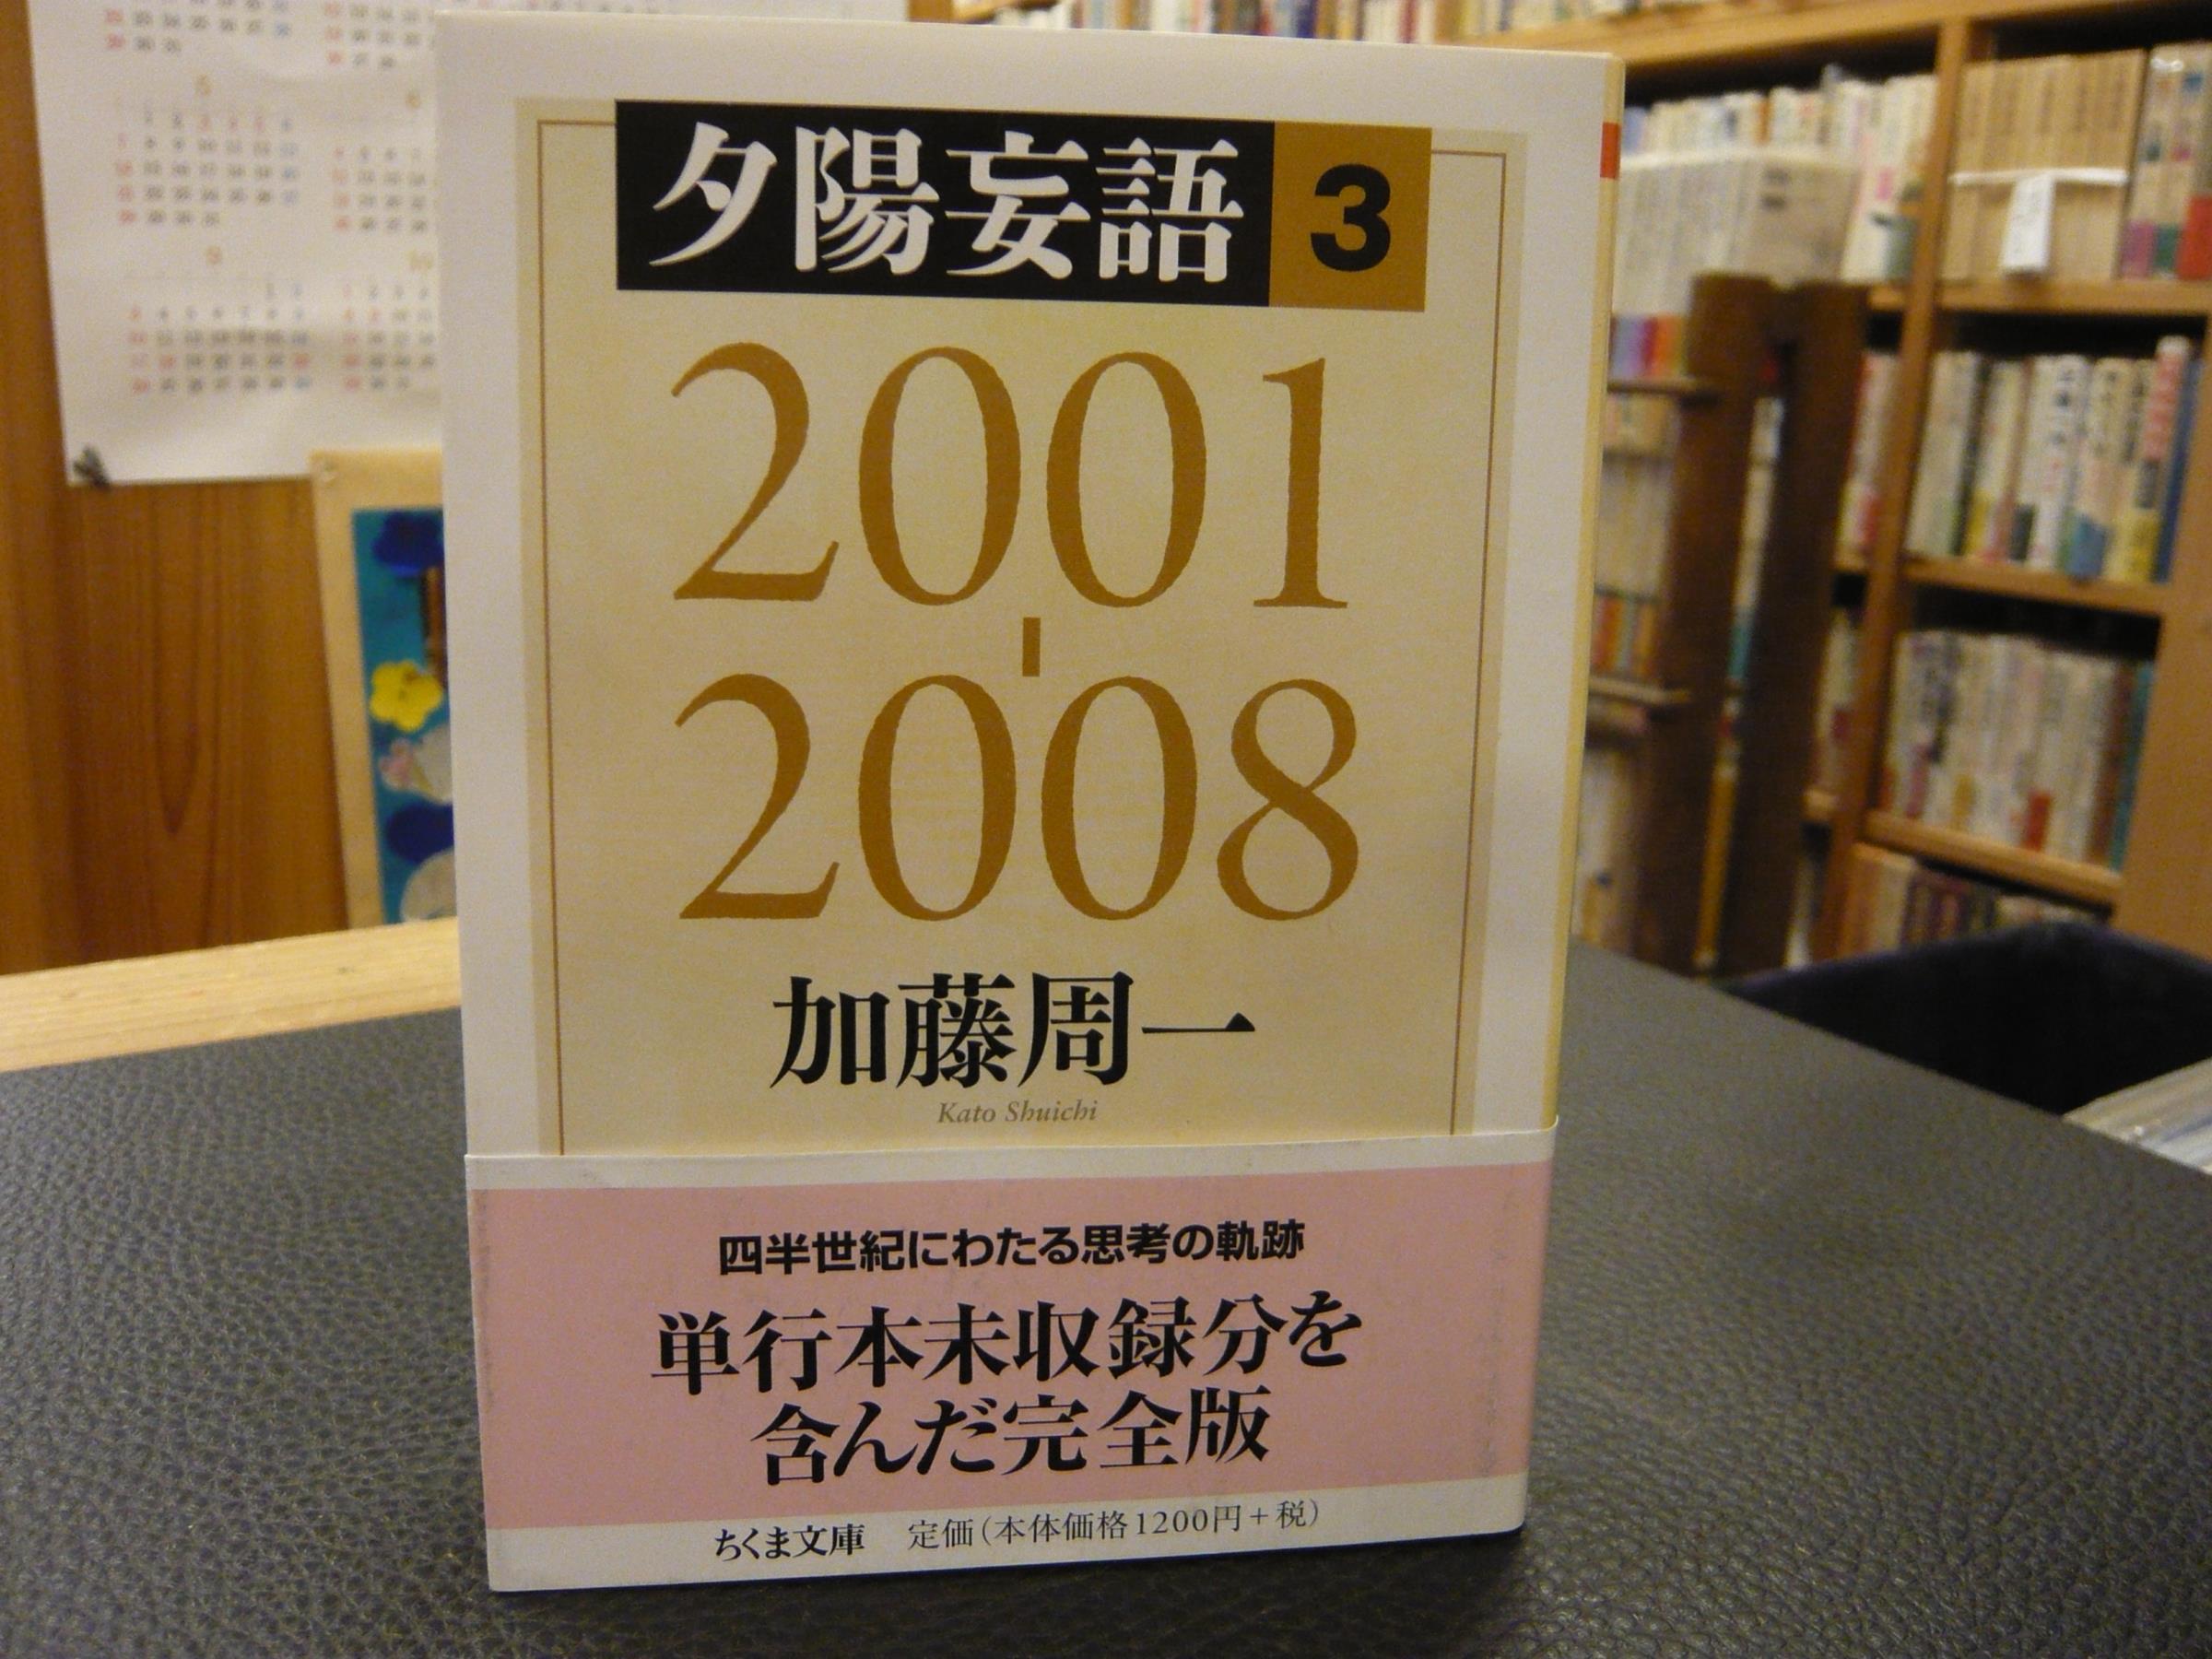 夕陽妄語 3
2001
-
2008
加藤周一
Kato Shuichi
四半世紀にわたる思考の軌跡
単行本未収録分を
含んだ完全版
ちくま文庫 定価(本体価格1200円+税)